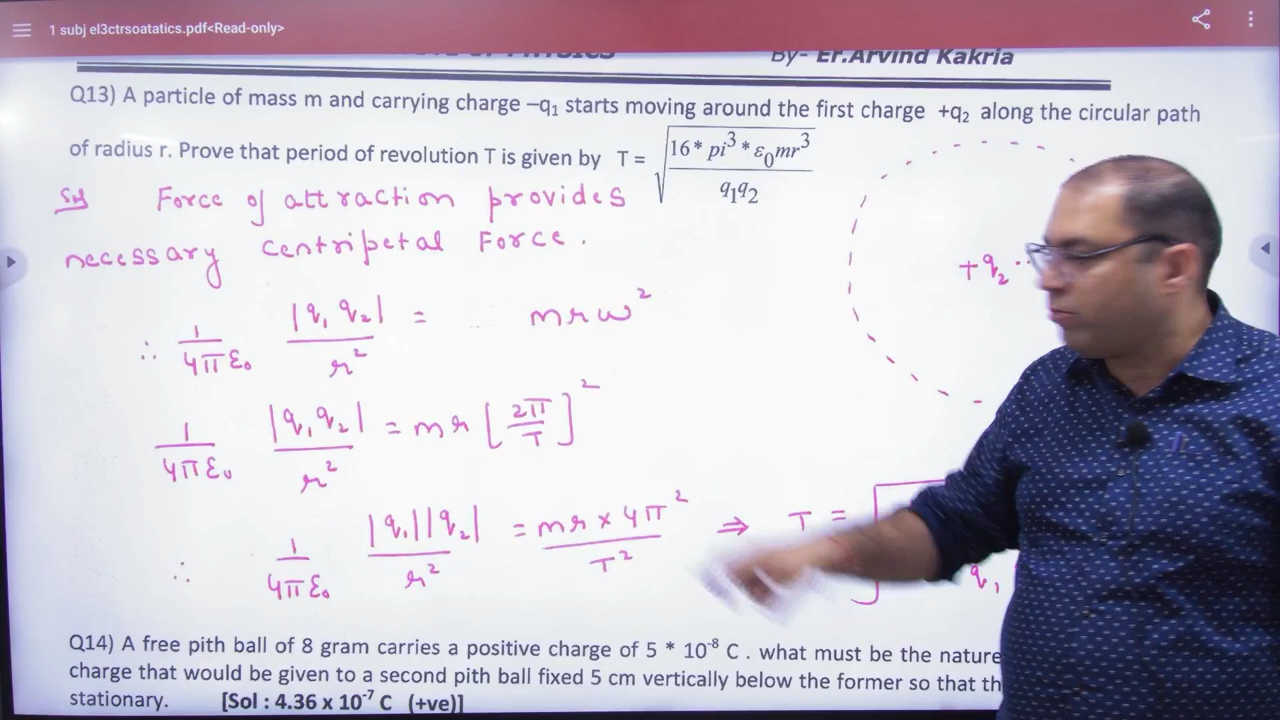 1 subj el3ctrsoatatics.pdf<Read-only>
By- Er.Arvind Kakria
Q13) A particle of mass m and carrying charge –q₁ starts moving around the first charge +q₂ along the circular path
of radius r. Prove that period of revolution T is given by T = √(16* pi³ * ε₀mr³ / q₁q₂)
Sol Force of attraction provides
necessary centripetal Force.
+q₂
∴ 1/4πε₀ |q₁ q₂|/r² = mrω²
1/4πε₀ |q₁ q₂|/r² = mr [2π/T]²
∴ 1/4πε₀ |q₁||q₂|/r² = mr × 4π²/T² ⇒ T =
q₁
Q14) A free pith ball of 8 gram carries a positive charge of 5 * 10⁻⁸ C . what must be the nature
charge that would be given to a second pith ball fixed 5 cm vertically below the former so that
stationary. [Sol : 4.36 x 10⁻⁷ C (+ve)]